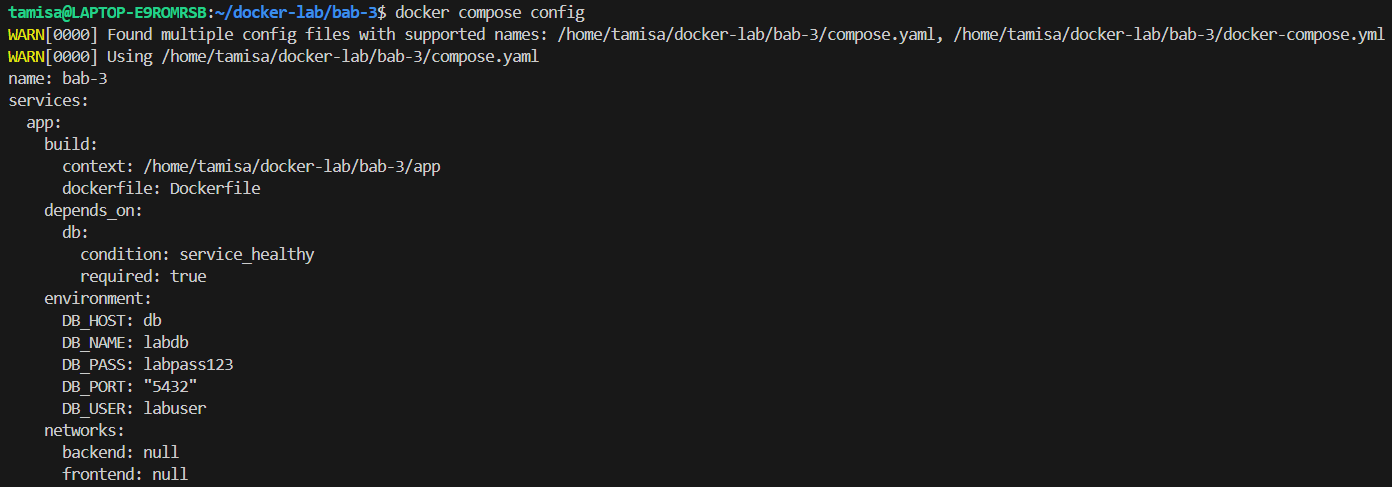 tamisa@LAPTOP-E9ROMRSB:~/docker-lab/bab-3$ docker compose config
WARN[0000] Found multiple config files with supported names: /home/tamisa/docker-lab/bab-3/compose.yaml, /home/tamisa/docker-lab/bab-3/docker-compose.yml
WARN[0000] Using /home/tamisa/docker-lab/bab-3/compose.yaml
name: bab-3
services:
  app:
    build:
      context: /home/tamisa/docker-lab/bab-3/app
      dockerfile: Dockerfile
    depends_on:
      db:
        condition: service_healthy
        required: true
    environment:
      DB_HOST: db
      DB_NAME: labdb
      DB_PASS: labpass123
      DB_PORT: "5432"
      DB_USER: labuser
    networks:
      backend: null
      frontend: null